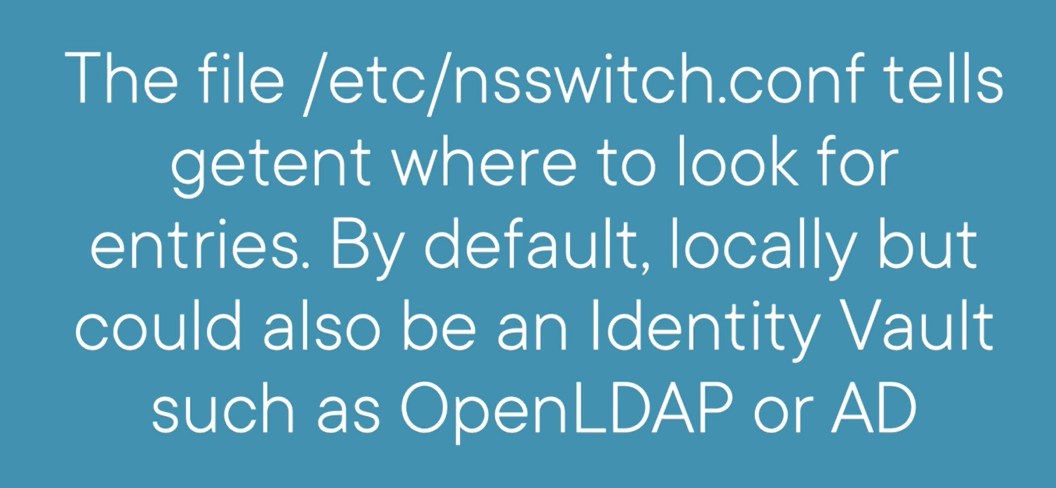 The file /etc/nsswitch.conf tells
getent where to look for
entries. By default, locally but
could also be an Identity Vault
such as OpenLDAP or AD